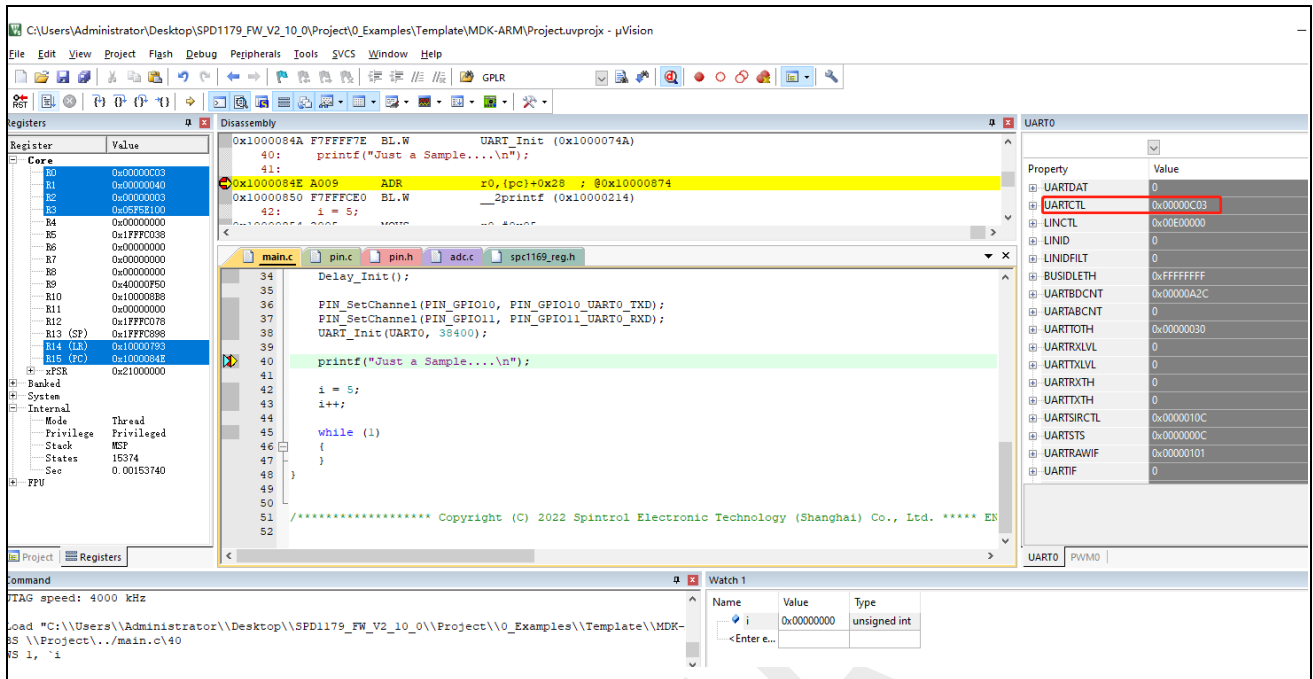 C:\Users\Administrator\Desktop\SPD1179_FW_V2_10_0\Project\0_Examples\Template\MDK-ARM\Project.uvprojx - µVision
File Edit View Project Flash Debug Peripherals Tools SVCS Window Help
GPLR
RST
Registers
Register Value
Core
R0 0x00000C03
R1 0x00000040
R2 0x00000003
R3 0x05F5E100
R4 0x00000000
R5 0x1FFFC038
R6 0x00000000
R7 0x00000000
R8 0x00000000
R9 0x40000F50
R10 0x100008B8
R11 0x00000000
R12 0x1FFFC078
R13 (SP) 0x1FFFC898
R14 (LR) 0x10000793
R15 (PC) 0x1000084E
xPSR 0x21000000
Banked
System
Internal
Mode Thread
Privilege Privileged
Stack MSP
States 15374
Sec 0.00153740
FPU
Project Registers
Disassembly
0x1000084A F7FFFF7E BL.W UART_Init (0x1000074A)
40: printf("Just a Sample....\n");
41:
0x1000084E A009 ADR r0,{pc}+0x28 ; @0x10000874
0x10000850 F7FFFCE0 BL.W __2printf (0x10000214)
42: i = 5;
main.c pin.c pin.h adc.c spc1169_reg.h
34 Delay_Init();
35
36 PIN_SetChannel(PIN_GPIO10, PIN_GPIO10_UART0_TXD);
37 PIN_SetChannel(PIN_GPIO11, PIN_GPIO11_UART0_RXD);
38 UART_Init(UART0, 38400);
39
40 printf("Just a Sample....\n");
41
42 i = 5;
43 i++;
44
45 while (1)
46 {
47 }
48 }
49
50
51 /******************* Copyright (C) 2022 Spintrol Electronic Technology (Shanghai) Co., Ltd. ***** EN
52
UART0
Property Value
UARTDAT 0
UARTCTL 0x00000C03
LINCTL 0x00E00000
LINID 0
LINIDFILT 0
BUSIDLETH 0xFFFFFFFF
UARTBDCNT 0x00000A2C
UARTABCNT 0
UARTTOTH 0x00000030
UARTRXLVL 0
UARTTXLVL 0
UARTRXTH 0
UARTTXTH 0
UARTSIRCTL 0x0000010C
UARTSTS 0x0000000C
UARTRAWIF 0x00000101
UARTIF 0
UART0 PWM0
Command
JTAG speed: 4000 kHz
Load "C:\\Users\\Administrator\\Desktop\\SPD1179_FW_V2_10_0\\Project\\0_Examples\\Template\\MDK-
BS \\Project\../main.c\40
WS 1, `i
Watch 1
Name Value Type
i 0x00000000 unsigned int
<Enter e...